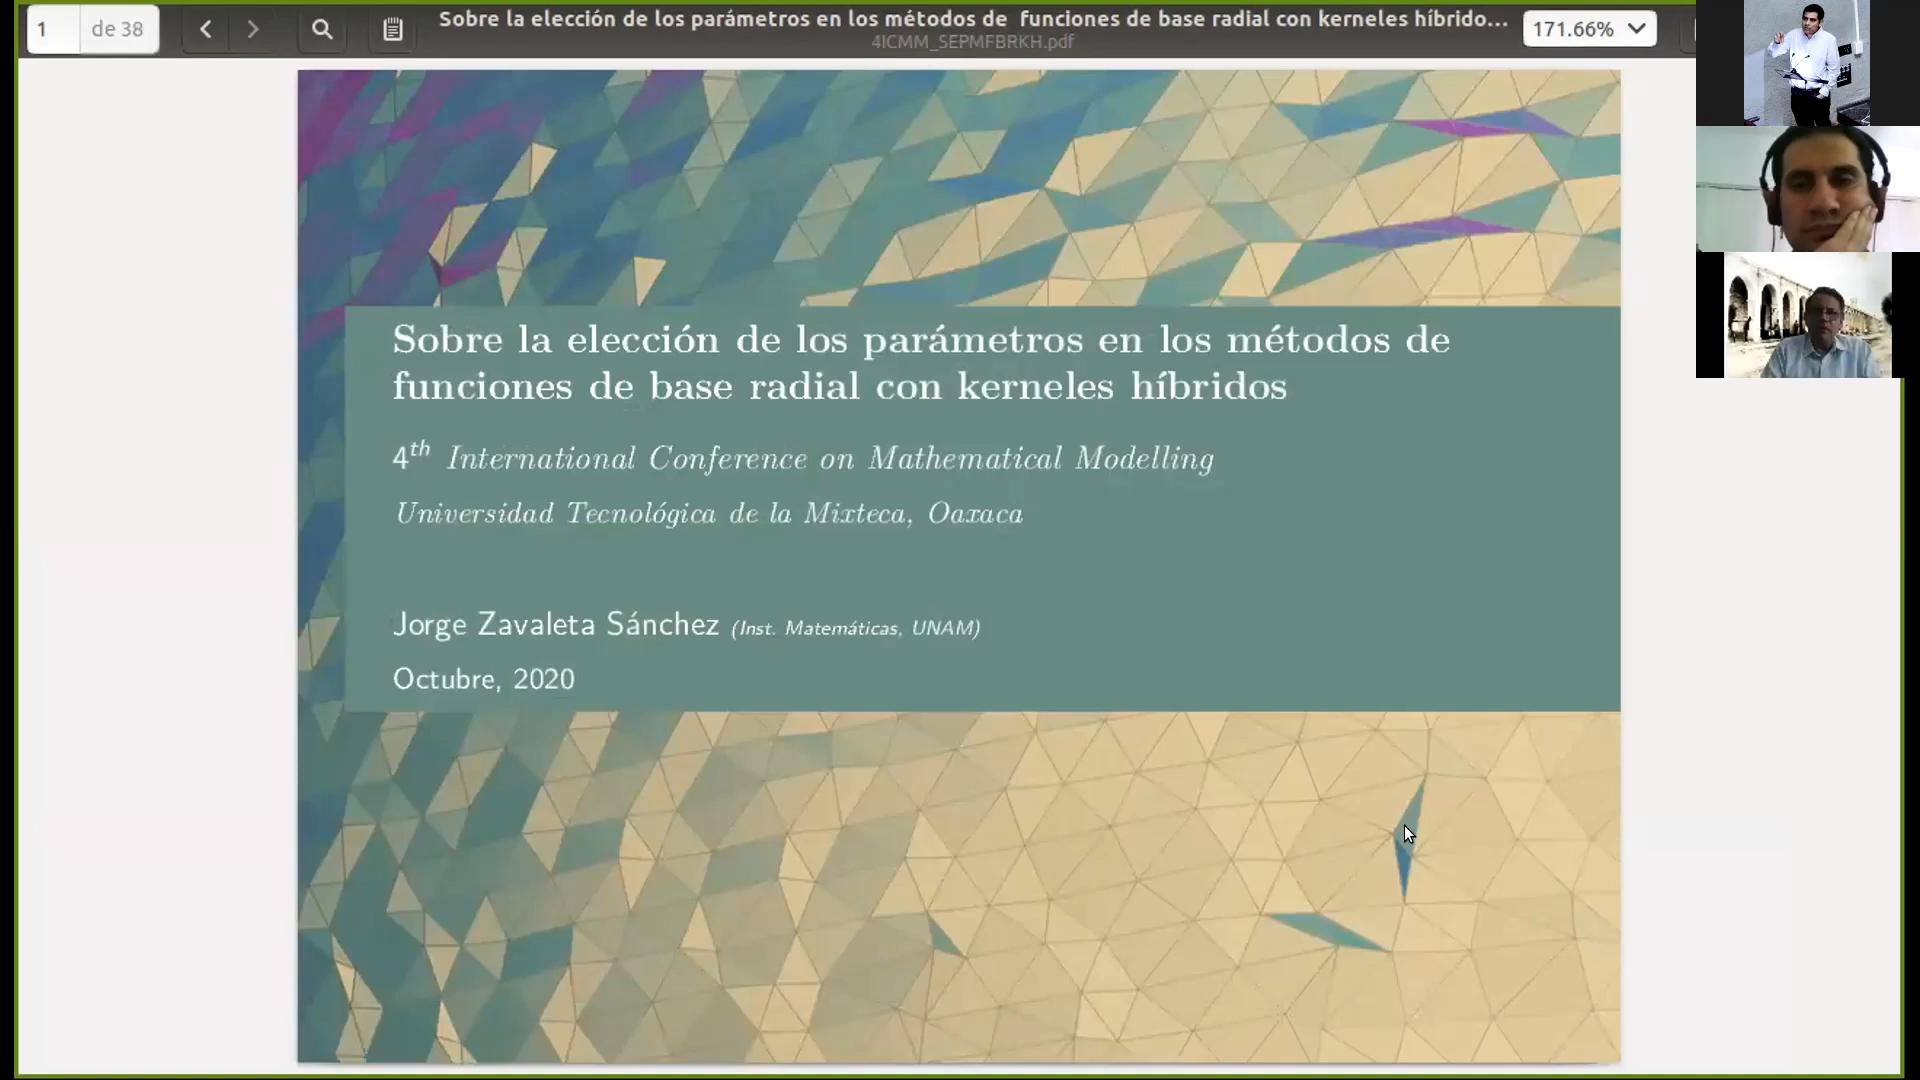 1 de 38
Sobre la elección de los parámetros en los métodos de funciones de base radial con kerneles híbrido...
4ICMM_SEPMFBRKH.pdf
171.66%
Sobre la elección de los parámetros en los métodos de
funciones de base radial con kerneles híbridos
4th International Conference on Mathematical Modelling
Universidad Tecnológica de la Mixteca, Oaxaca
Jorge Zavaleta Sánchez (Inst. Matemáticas, UNAM)
Octubre, 2020